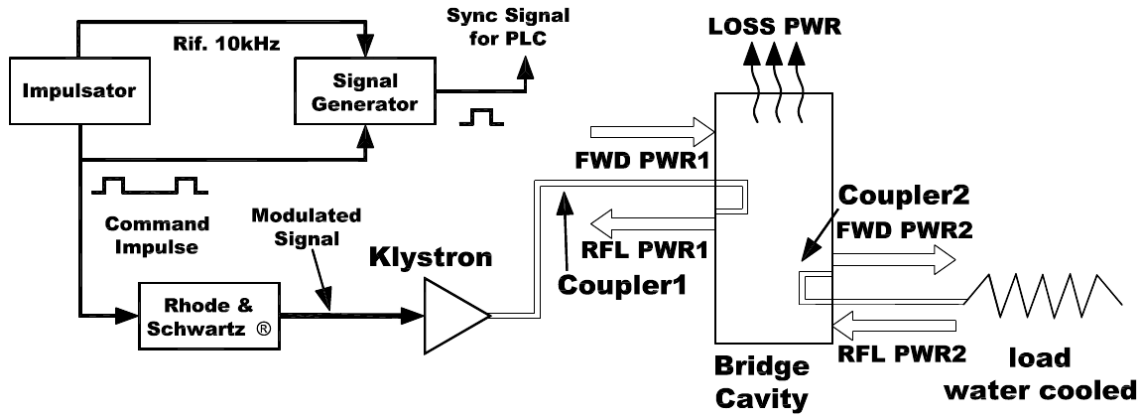 Sync Signal
for PLC
LOSS PWR
Rif. 10kHz
Impulsator
Signal
Generator
FWD PWR1
Command
Impulse
Modulated
Signal
Klystron
RFL PWR1
Coupler1
Coupler2
FWD PWR2
Rhode &
Schwartz ®
RFL PWR2
Bridge
Cavity
load
water cooled